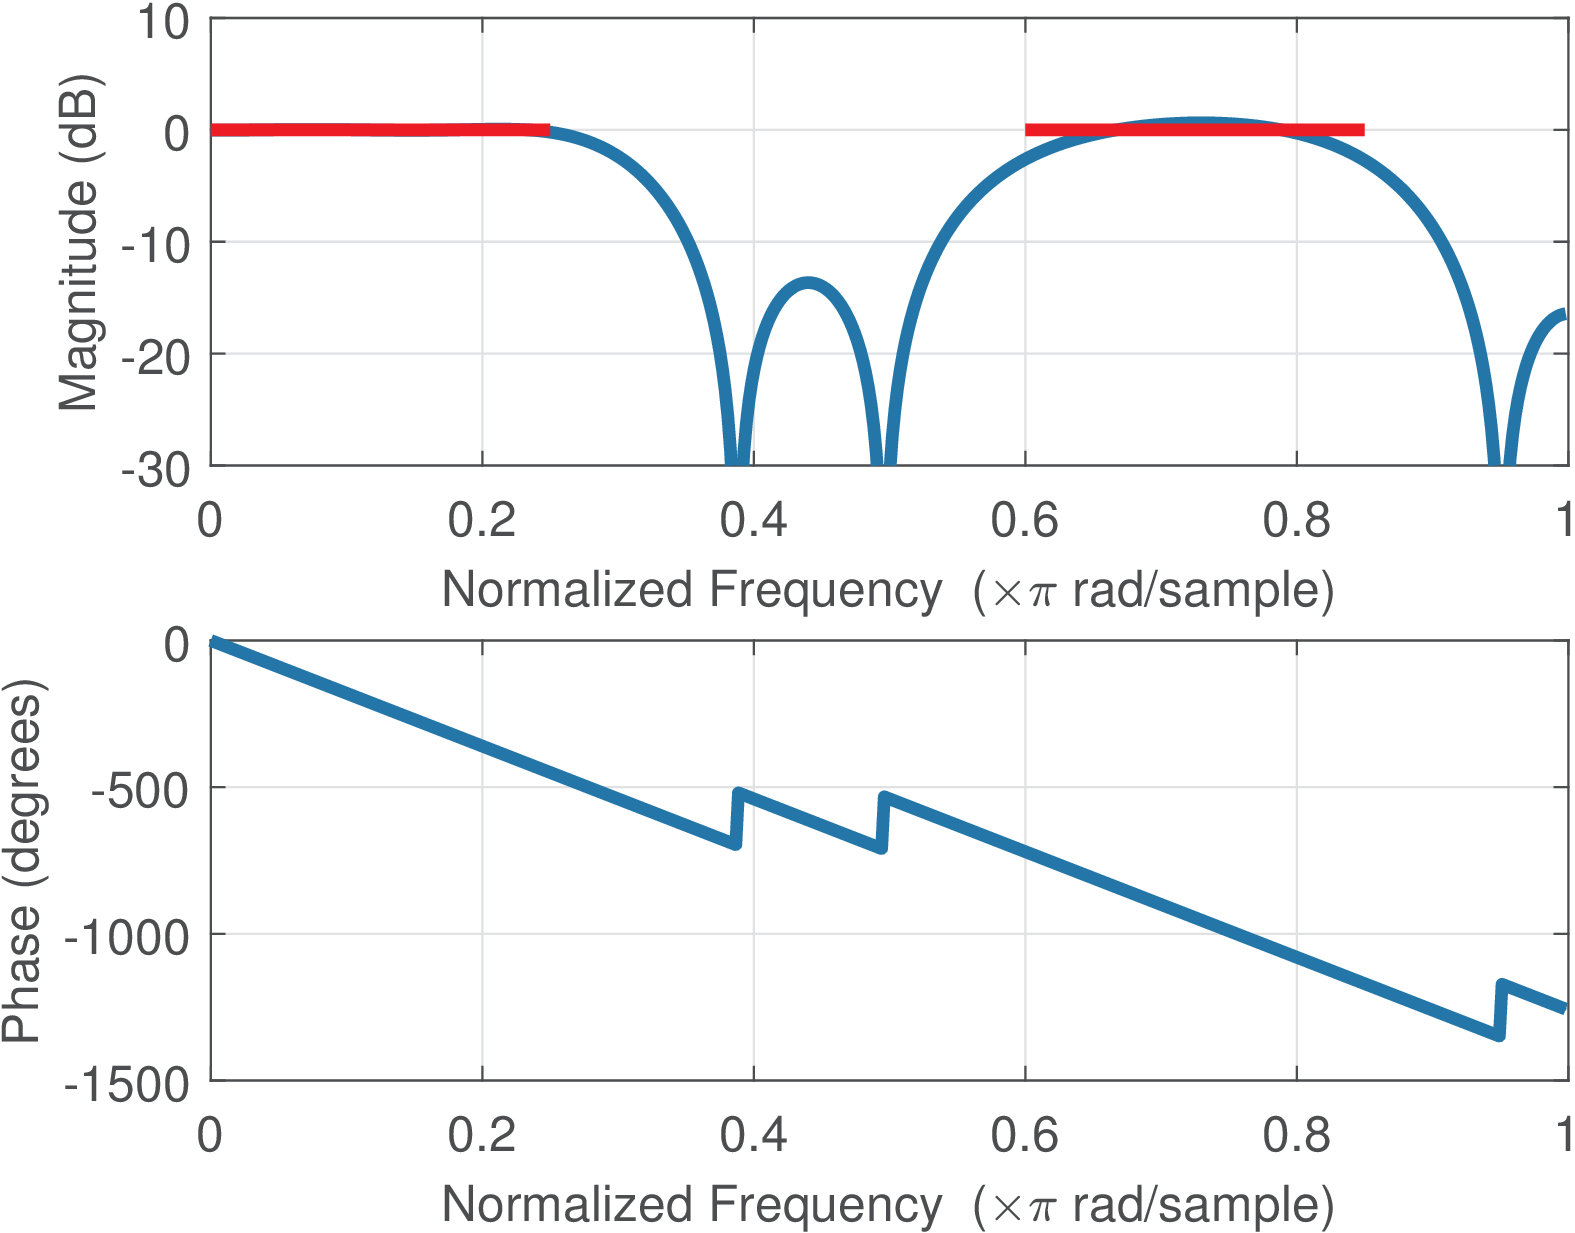 10
0
-10
-20
-30
Magnitude (dB)
0 0.2 0.4 0.6 0.8 1
Normalized Frequency (×π rad/sample)
0
-500
-1000
-1500
Phase (degrees)
0 0.2 0.4 0.6 0.8 1
Normalized Frequency (×π rad/sample)